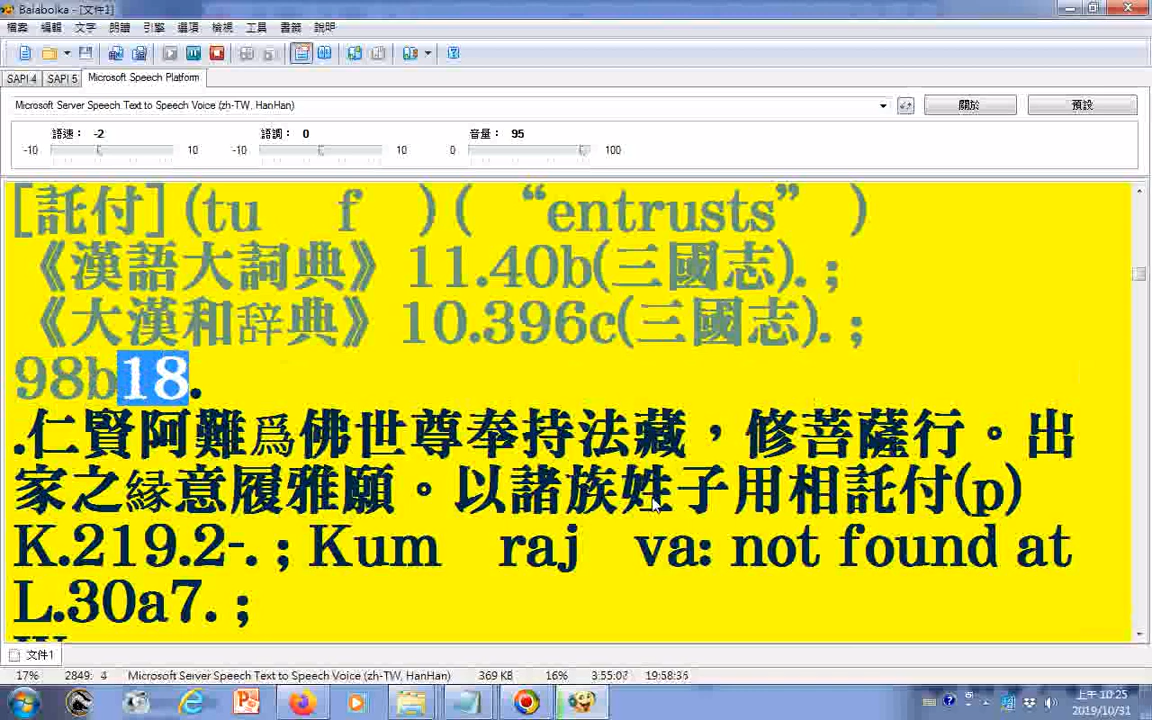 Balabolka - [文件1]
檔案 編輯 文字 朗讀 引擎 選項 檢視 工具 書籤 說明
SAPI 4 SAPI 5 Microsoft Speech Platform
Microsoft Server Speech Text to Speech Voice (zh-TW, HanHan) 關於 預設
語速： -2 語調： 0 音量： 95
-10 10 -10 10 0 100
[託付] (tu f ) ( “entrusts” )
《漢語大詞典》 11.40b(三國志). ;
《大漢和辞典》 10.396c(三國志). ;
98b18.
.仁賢阿難爲佛世尊奉持法藏，修菩薩行。出
家之縁意履雅願。以諸族姓子用相託付(p)
K.219.2-. ; Kum raj va: not found at
L.30a7. ;
文件1
17% 2849: 4 Microsoft Server Speech Text to Speech Voice (zh-TW, HanHan) 369 KB 16% 3:55:03 19:58:35
上午 10:25
2019/10/31